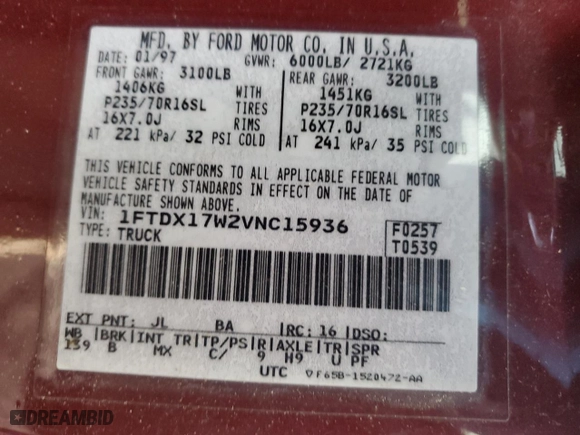 MFD. BY FORD MOTOR CO. IN U.S.A.
DATE: 01/97 GVWR: 6000LB/ 2721KG
FRONT GAWR: 3100LB REAR GAWR: 3200LB
1406KG WITH 1451KG WITH
P235/70R16SL TIRES P235/70R16SL TIRES
16X7.0J RIMS 16X7.0J RIMS
AT 221 kPa/ 32 PSI COLD AT 241 kPa/ 35 PSI COLD
THIS VEHICLE CONFORMS TO ALL APPLICABLE FEDERAL MOTOR
VEHICLE SAFETY STANDARDS IN EFFECT ON THE DATE OF
MANUFACTURE SHOWN ABOVE.
VIN: 1FTDX17W2VNC15936 F0257
TYPE: TRUCK T0539
EXT PNT: JL BA RC: 16 DSO:
WB BRK INT TR TP/PS R AXLE TR SPR
139 B MX C/ 9 H9 U PF
UTC ▽F65B-1520472-AA
DREAMBID